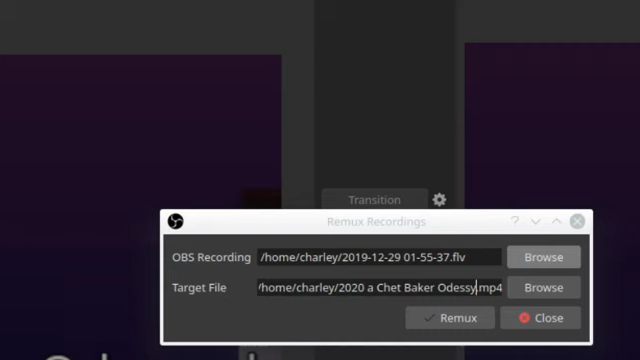 Transition
Remux Recordings
OBS Recording /home/charley/2019-12-29 01-55-37.flv Browse
Target File /home/charley/2020 a Chet Baker Odessy.mp4 Browse
Remux Close